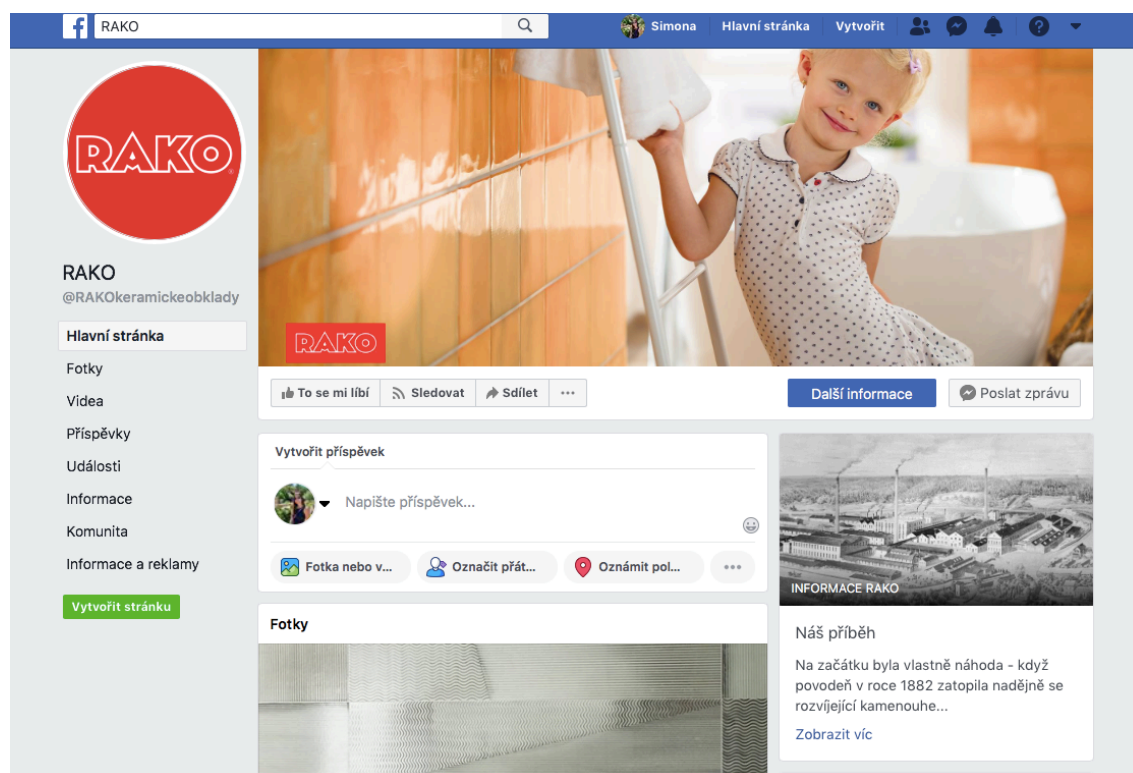 RAKO
Simona
Hlavní stránka
Vytvořit
RAKO
RAKO
@RAKOkeramickeobklady
Hlavní stránka
Fotky
Videa
Příspěvky
Události
Informace
Komunita
Informace a reklamy
Vytvořit stránku
RAKO
To se mi líbí
Sledovat
Sdílet
Další informace
Poslat zprávu
Vytvořit příspěvek
Napište příspěvek...
Fotka nebo v...
Označit přát...
Oznámit pol...
Fotky
INFORMACE RAKO
Náš příběh
Na začátku byla vlastně náhoda - když
povodeň v roce 1882 zatopila nadějně se
rozvíjející kamenouhe...
Zobrazit víc